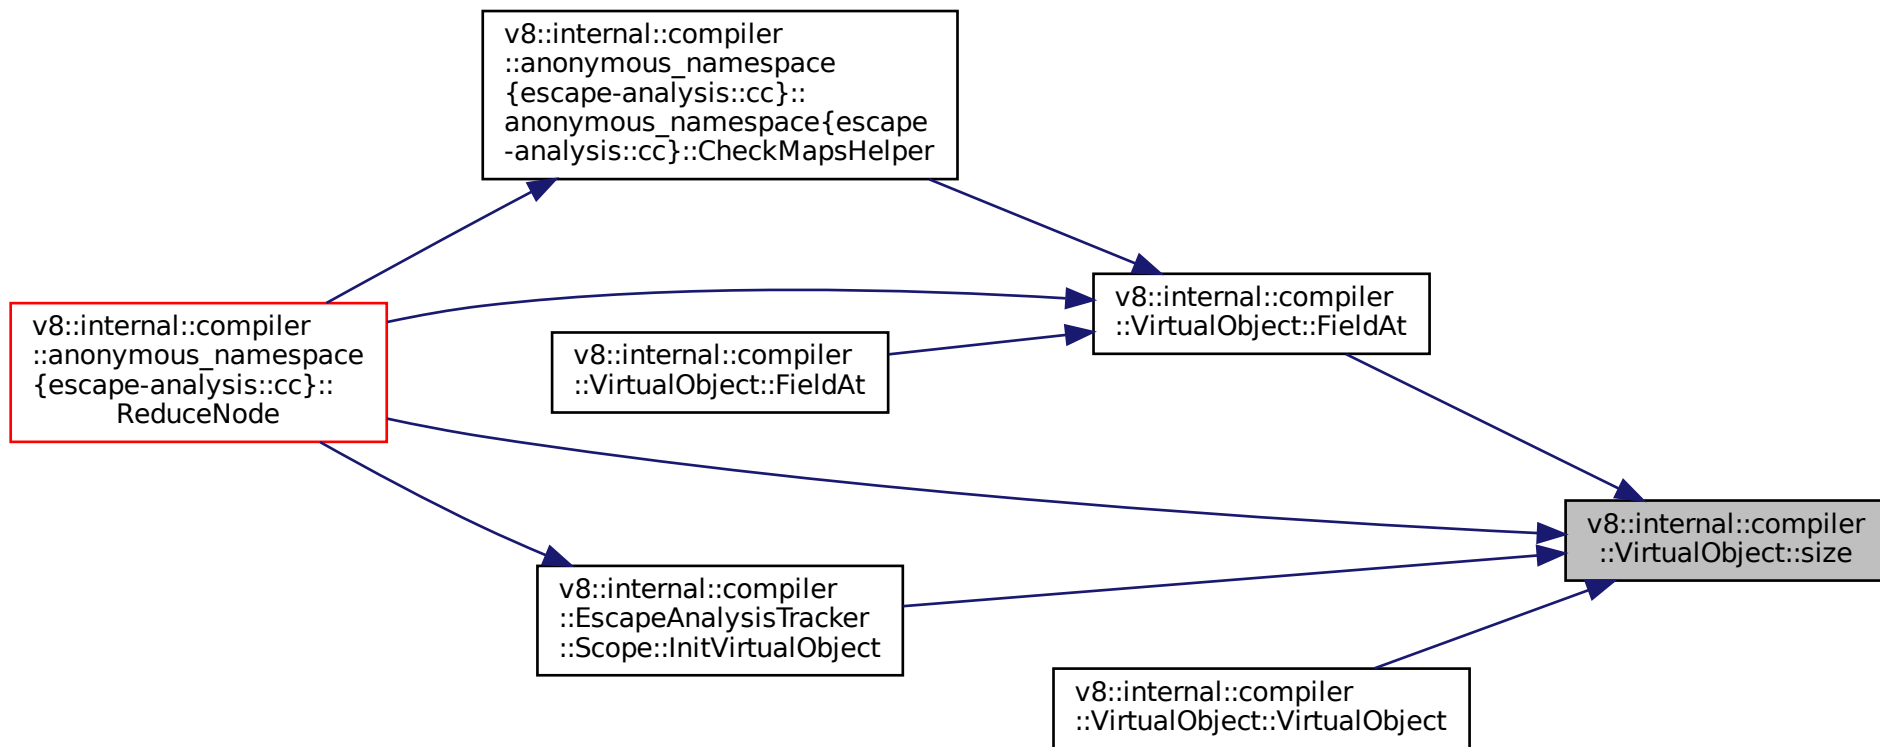 v8::internal::compiler
::anonymous_namespace
{escape-analysis::cc}::
anonymous_namespace{escape
-analysis::cc}::CheckMapsHelper
v8::internal::compiler
::VirtualObject::FieldAt
v8::internal::compiler
::anonymous_namespace
{escape-analysis::cc}::
ReduceNode
v8::internal::compiler
::VirtualObject::FieldAt
v8::internal::compiler
::VirtualObject::size
v8::internal::compiler
::EscapeAnalysisTracker
::Scope::InitVirtualObject
v8::internal::compiler
::VirtualObject::VirtualObject